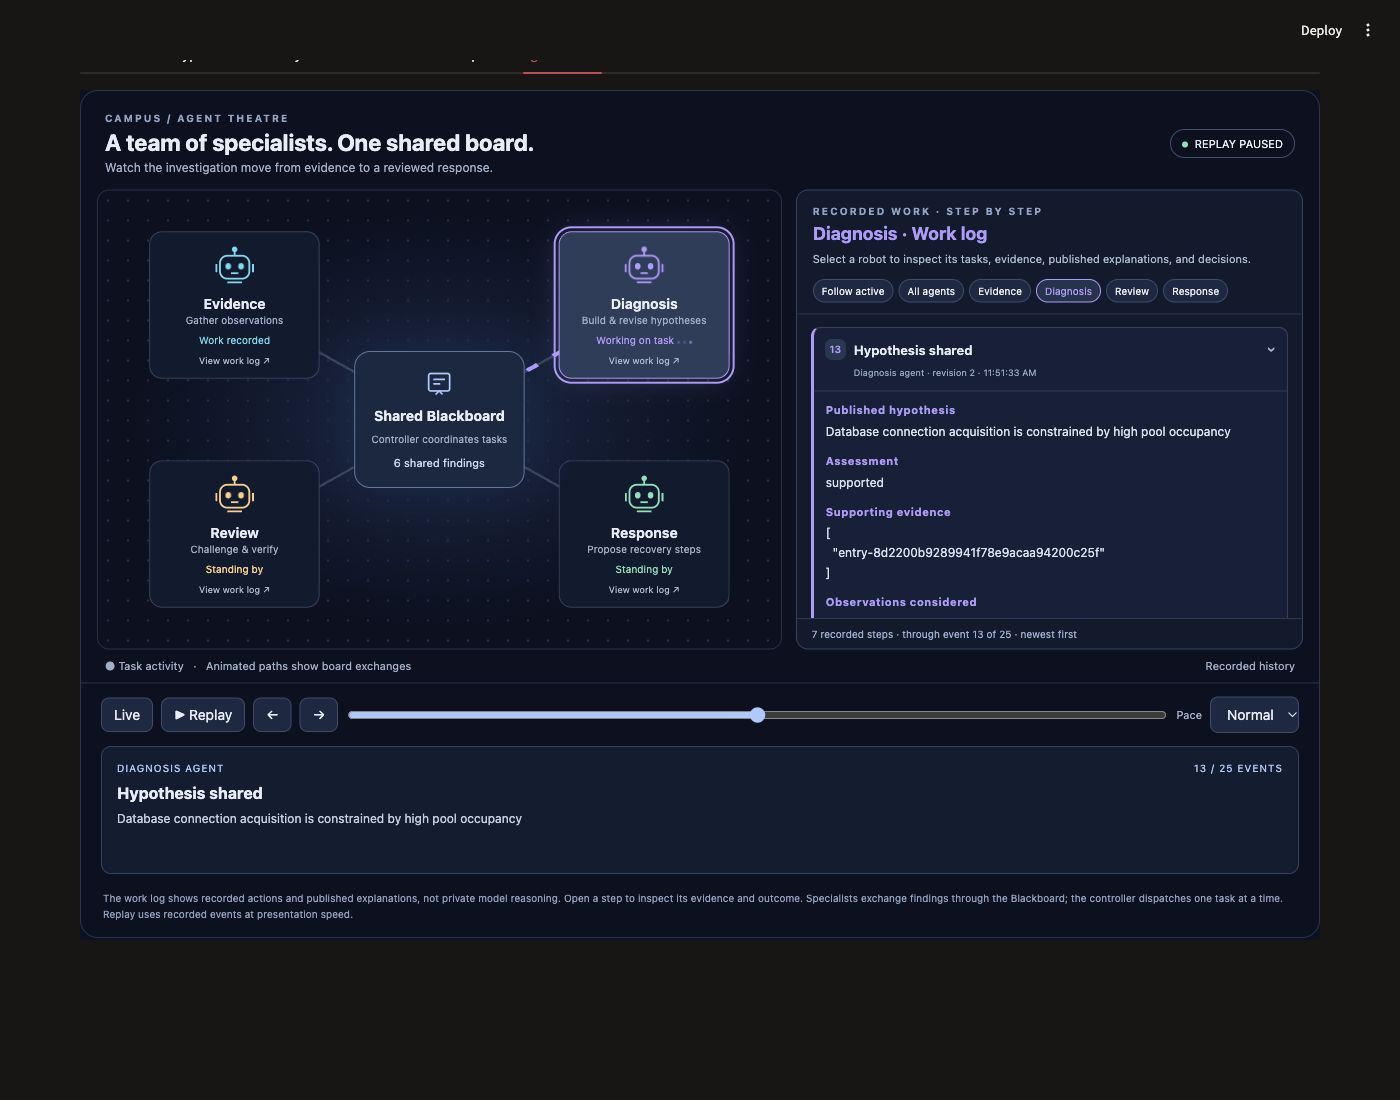 Deploy
CAMPUS / AGENT THEATRE
A team of specialists. One shared board.
Watch the investigation move from evidence to a reviewed response.
REPLAY PAUSED
Evidence
Gather observations
Work recorded
View work log ↗
Diagnosis
Build & revise hypotheses
Working on task
View work log ↗
Shared Blackboard
Controller coordinates tasks
6 shared findings
Review
Challenge & verify
Standing by
View work log ↗
Response
Propose recovery steps
Standing by
View work log ↗
RECORDED WORK · STEP BY STEP
Diagnosis · Work log
Select a robot to inspect its tasks, evidence, published explanations, and decisions.
Follow active All agents Evidence Diagnosis Review Response
13 Hypothesis shared
Diagnosis agent · revision 2 · 11:51:33 AM
Published hypothesis
Database connection acquisition is constrained by high pool occupancy
Assessment
supported
Supporting evidence
[
"entry-8d2200b9289941f78e9acaa94200c25f"
]
Observations considered
7 recorded steps · through event 13 of 25 · newest first
Task activity · Animated paths show board exchanges
Recorded history
Live ▶ Replay ← → Pace Normal
DIAGNOSIS AGENT
13 / 25 EVENTS
Hypothesis shared
Database connection acquisition is constrained by high pool occupancy
The work log shows recorded actions and published explanations, not private model reasoning. Open a step to inspect its evidence and outcome. Specialists exchange findings through the Blackboard; the controller dispatches one task at a time.
Replay uses recorded events at presentation speed.